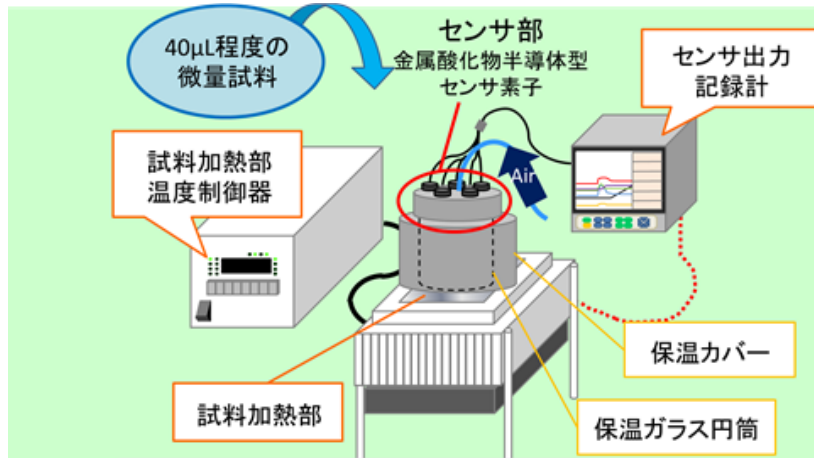 40μL程度の
微量試料
センサ部
金属酸化物半導体型
センサ素子
センサ出力
記録計
試料加熱部
温度制御器
Air
保温カバー
試料加熱部
保温ガラス円筒